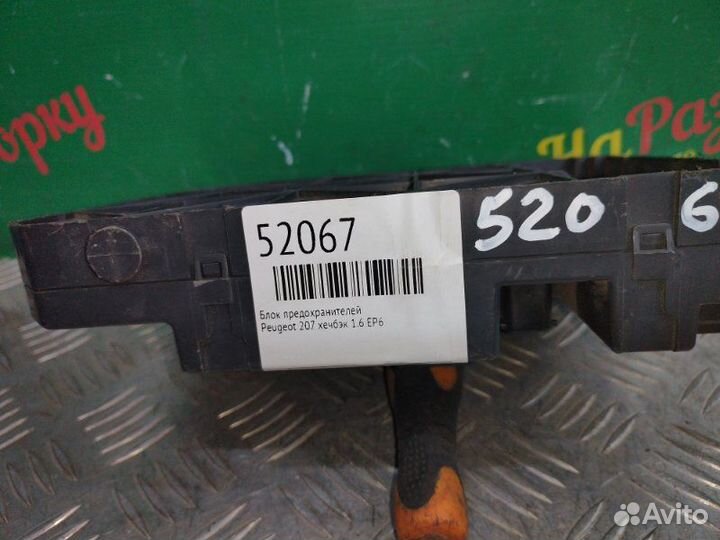 орку
НаРаз
52067
Блок предохранителей
Peugeot 207 хечбэк 1.6 EP6
520 6
Avito